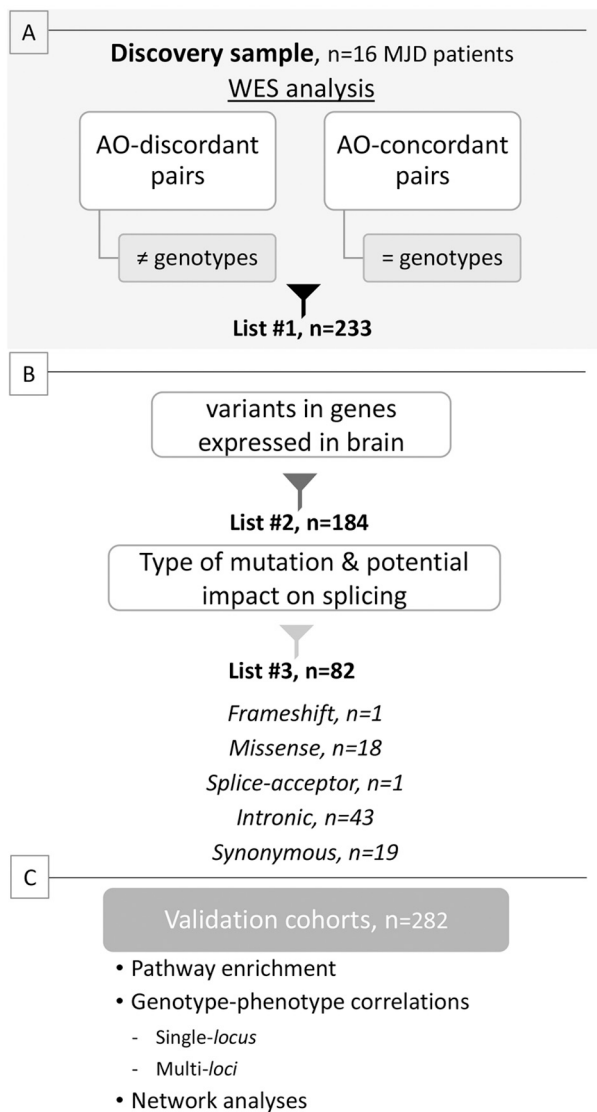 A
Discovery sample, n=16 MJD patients
WES analysis
AO-discordant
pairs
AO-concordant
pairs
≠ genotypes
= genotypes
List #1, n=233
B
variants in genes
expressed in brain
List #2, n=184
Type of mutation & potential
impact on splicing
List #3, n=82
Frameshift, n=1
Missense, n=18
Splice-acceptor, n=1
Intronic, n=43
Synonymous, n=19
C
Validation cohorts, n=282
• Pathway enrichment
• Genotype-phenotype correlations
- Single-locus
- Multi-loci
• Network analyses